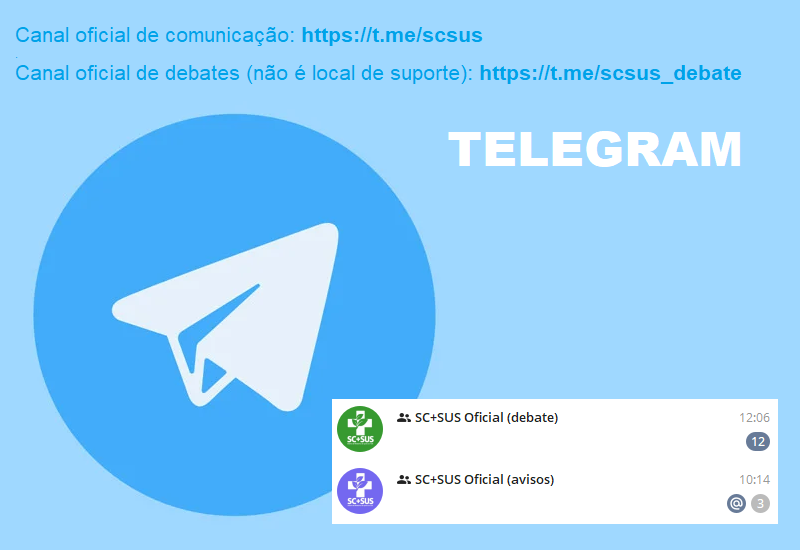 Canal oficial de comunicação: https://t.me/scsus
Canal oficial de debates (não é local de suporte): https://t.me/scsus_debate
TELEGRAM
SC+SUS Oficial (debate) 12:06
SC+SUS 12
SC+SUS Oficial (avisos) 10:14
SC+SUS @ 3